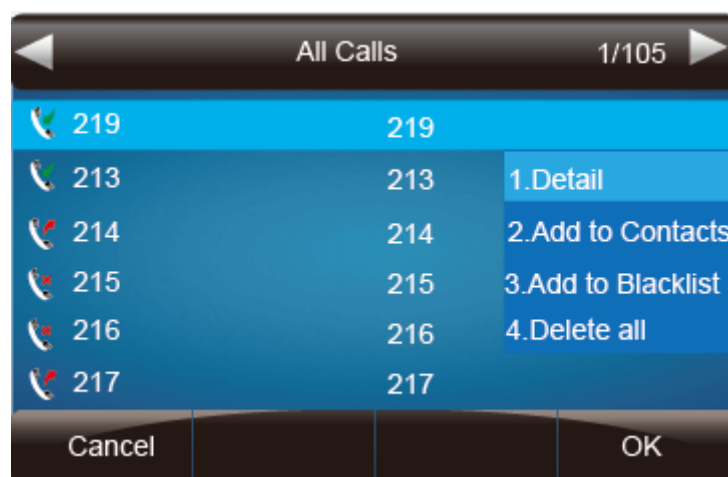 All Calls 1/105
219 219
213 213 1.Detail
214 214 2.Add to Contacts
215 215 3.Add to Blacklist
216 216 4.Delete all
217 217
Cancel OK